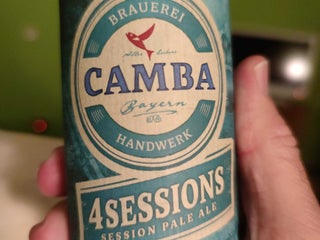 BRAUEREI
CAMBA
Bayern
HANDWERK
4SESSIONS
SESSION PALE ALE